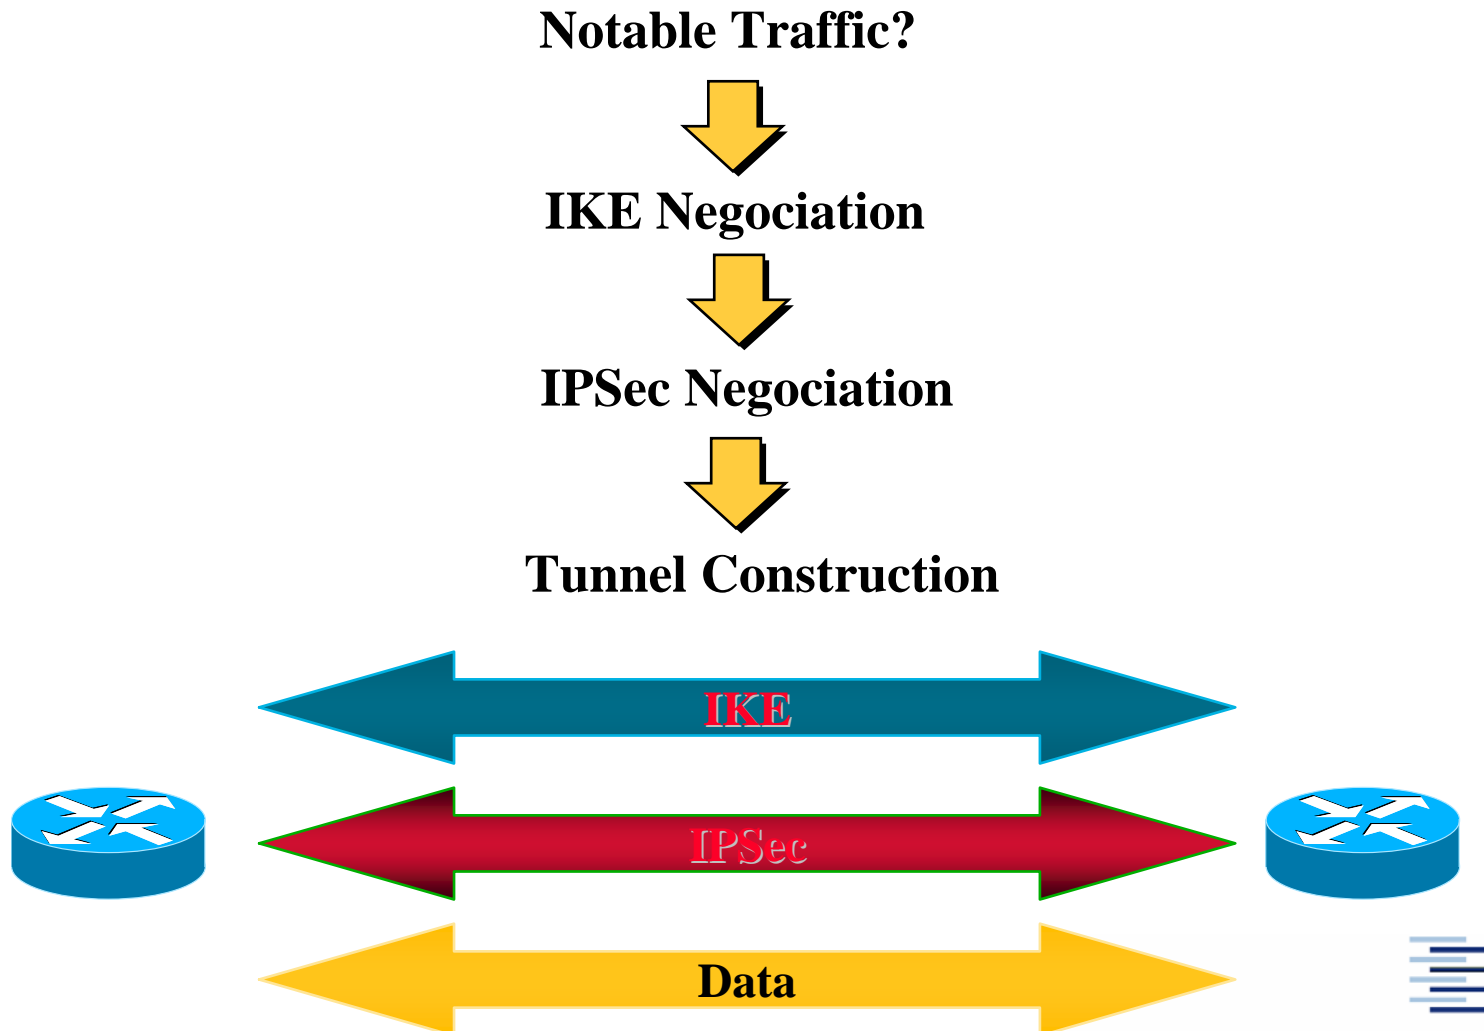 Notable Traffic?
IKE Negociation
IPSec Negociation
Tunnel Construction
IKE
IPSec
Data